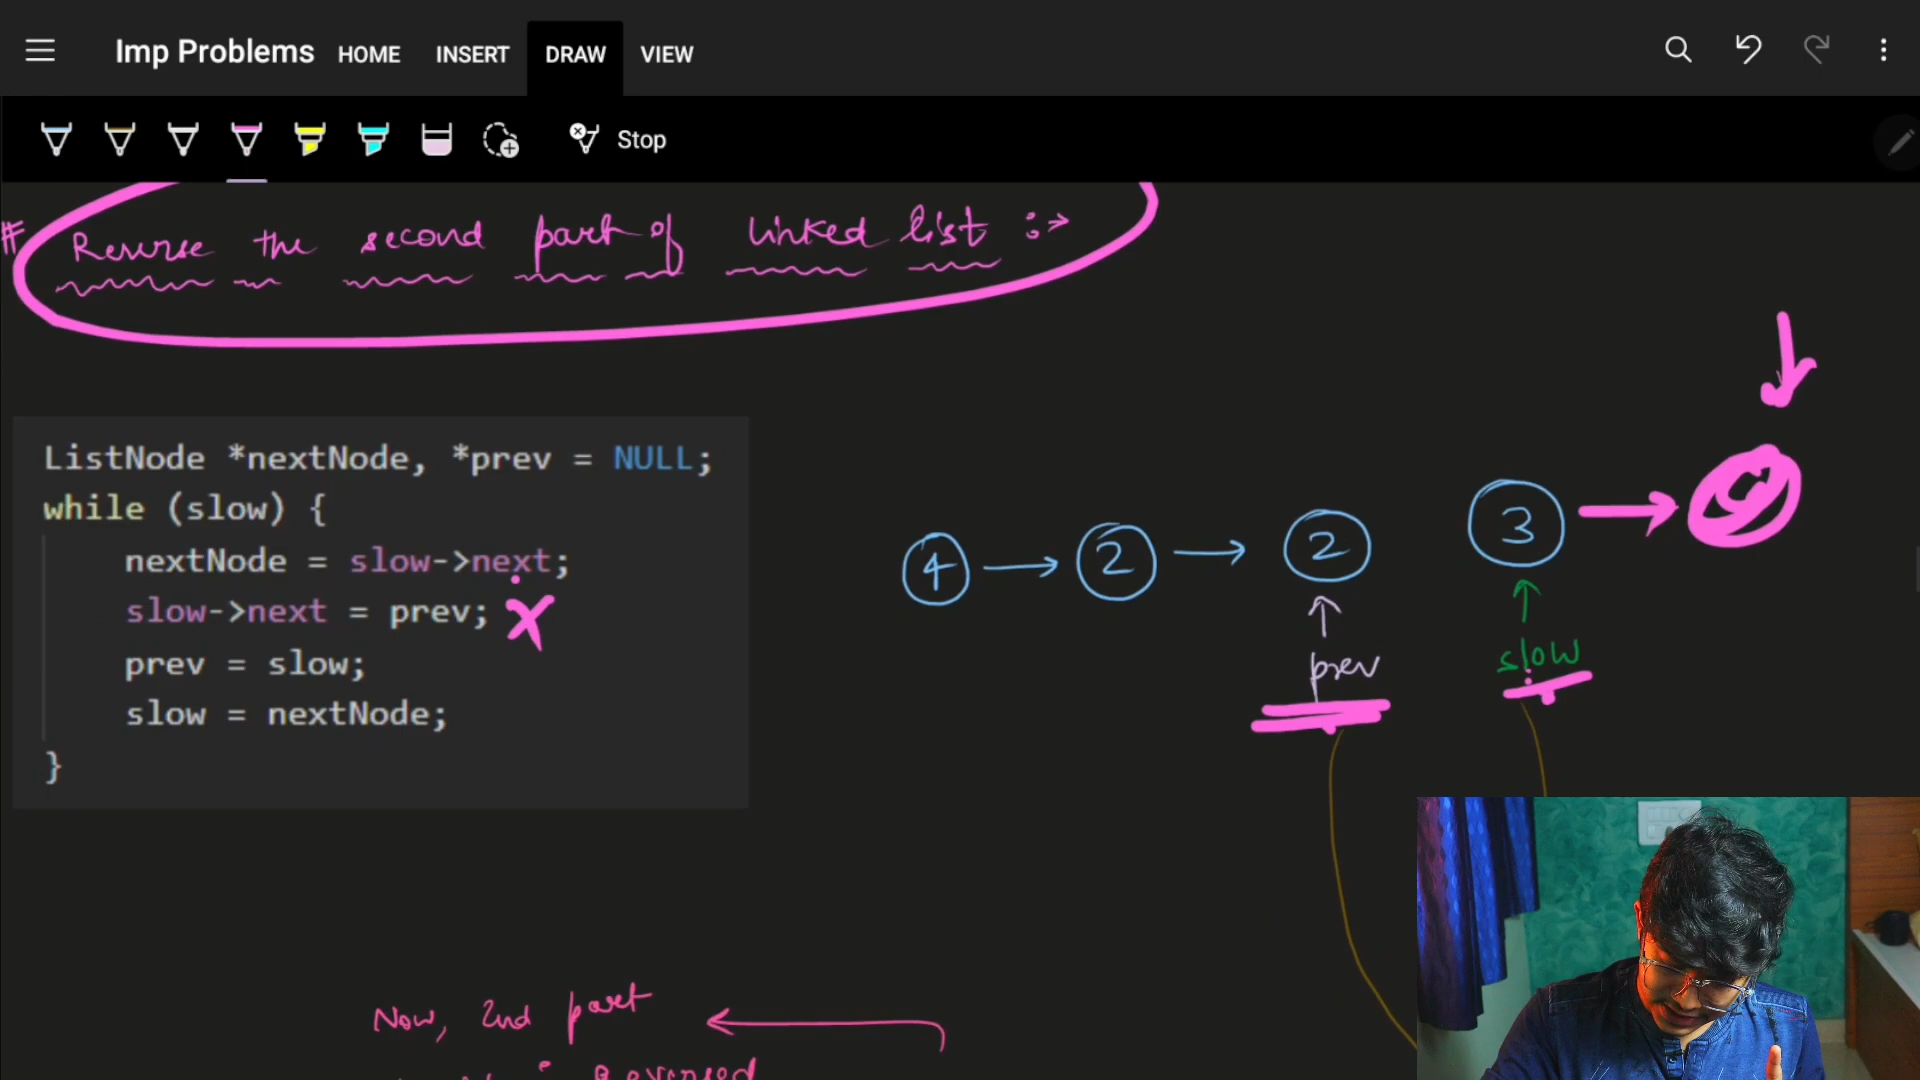 Imp Problems HOME INSERT DRAW VIEW
Stop
# Reverse the second part of linked list :->
ListNode *nextNode, *prev = NULL;
while (slow) {
nextNode = slow->next;
slow->next = prev; X
prev = slow;
slow = nextNode;
}
4 → 2 → 2 3 →
prev slow
Now, 2nd part
is Reversed